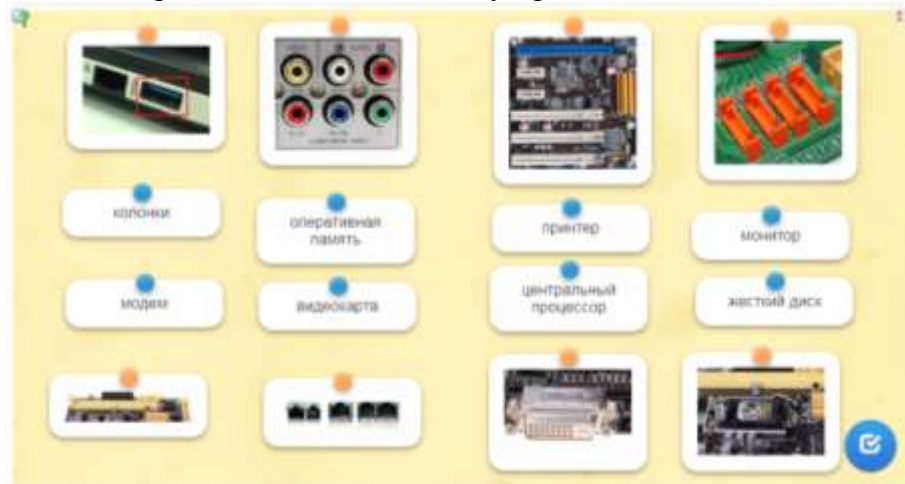 колонки
оперативная
память
принтер
монитор
модем
видеокарта
центральный
процессор
жесткий диск